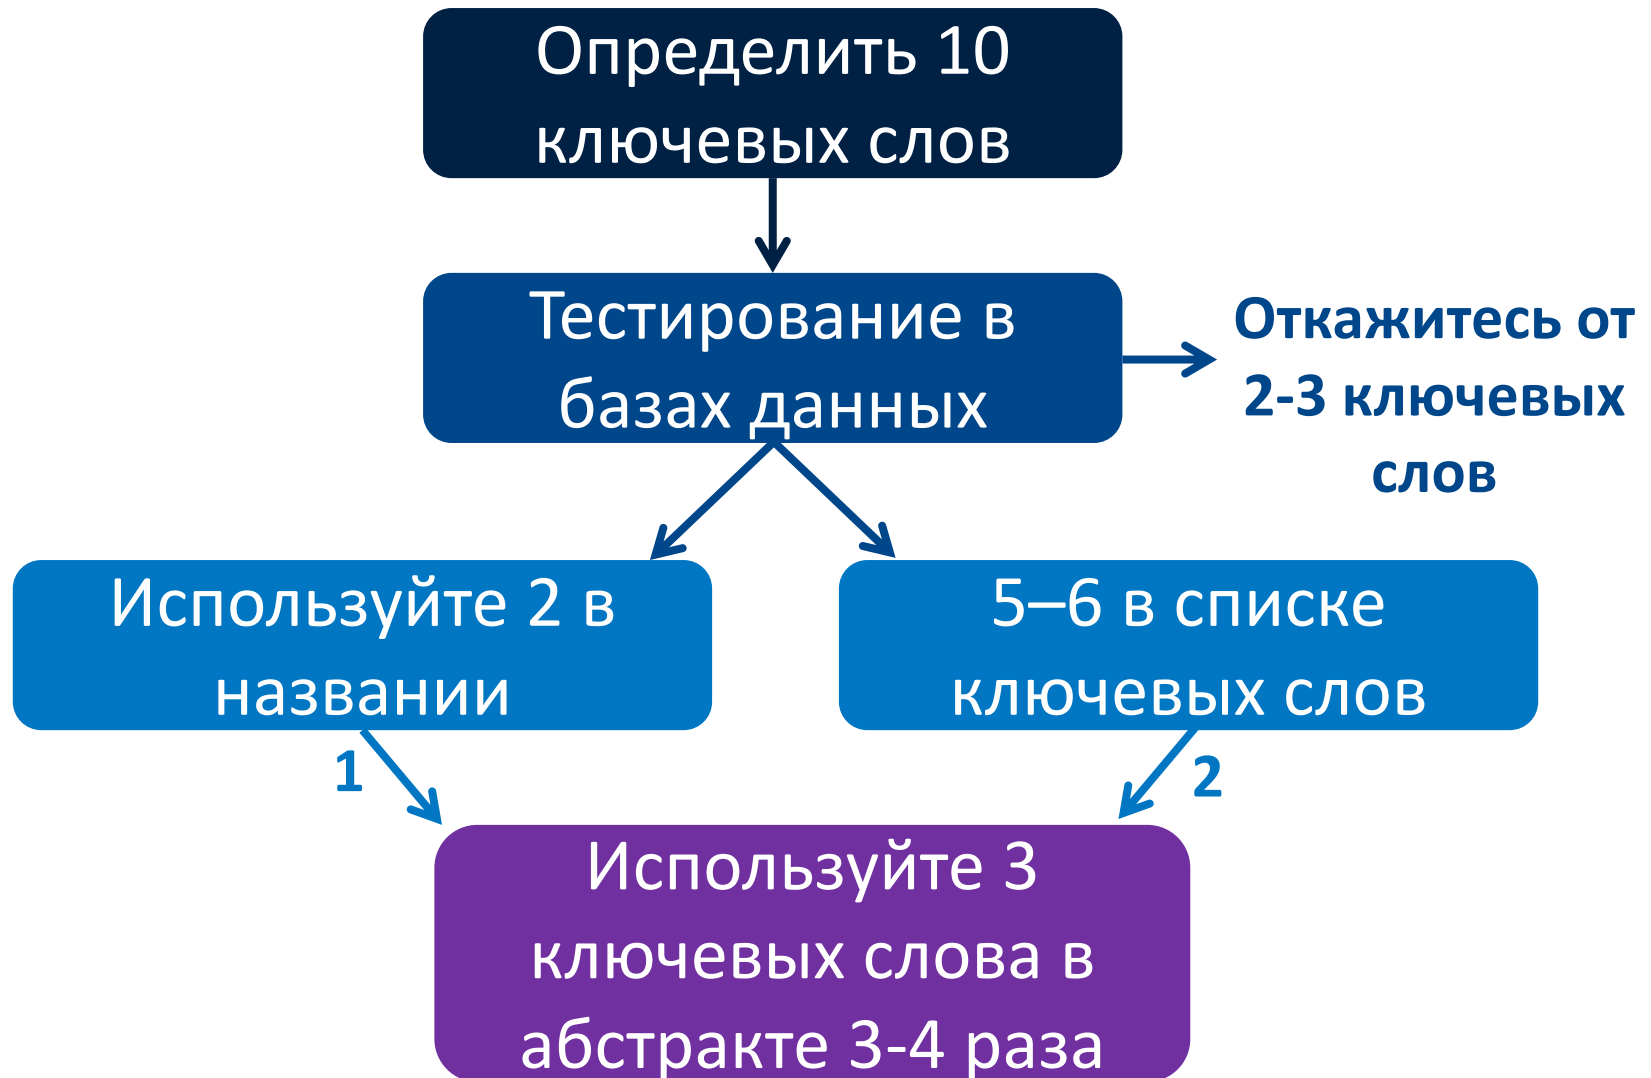 Определить 10
ключевых слов
Тестирование в
базах данных
Откажитесь от
2-3 ключевых
слов
Используйте 2 в
названии
5–6 в списке
ключевых слов
1
2
Используйте 3
ключевых слова в
абстракте 3-4 раза